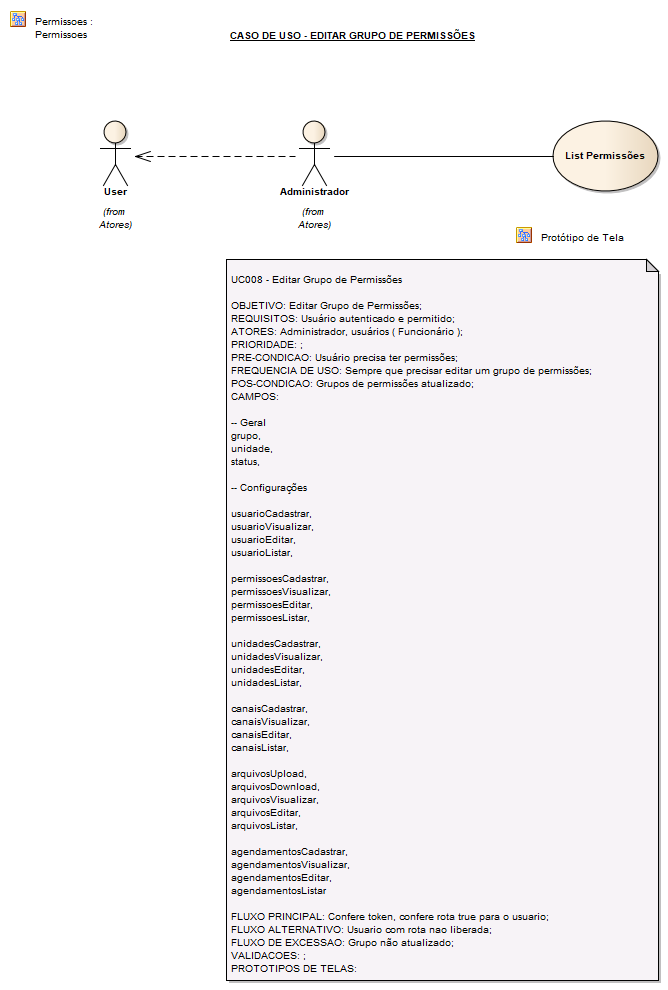 Permissoes :
Permissoes
CASO DE USO - EDITAR GRUPO DE PERMISSÕES
User
(from
Atores)
Administrador
(from
Atores)
List Permissões
Protótipo de Tela
UC008 - Editar Grupo de Permissões
OBJETIVO: Editar Grupo de Permissões;
REQUISITOS: Usuário autenticado e permitido;
ATORES: Administrador, usuários ( Funcionário );
PRIORIDADE: ;
PRE-CONDICAO: Usuário precisa ter permissões;
FREQUENCIA DE USO: Sempre que precisar editar um grupo de permissões;
POS-CONDICAO: Grupos de permissões atualizado;
CAMPOS:
-- Geral
grupo,
unidade,
status,
-- Configurações
usuarioCadastrar,
usuarioVisualizar,
usuarioEditar,
usuarioListar,
permissoesCadastrar,
permissoesVisualizar,
permissoesEditar,
permissoesListar,
unidadesCadastrar,
unidadesVisualizar,
unidadesEditar,
unidadesListar,
canaisCadastrar,
canaisVisualizar,
canaisEditar,
canaisListar,
arquivosUpload,
arquivosDownload,
arquivosVisualizar,
arquivosEditar,
arquivosListar,
agendamentosCadastrar,
agendamentosVisualizar,
agendamentosEditar,
agendamentosListar
FLUXO PRINCIPAL: Confere token, confere rota true para o usuario;
FLUXO ALTERNATIVO: Usuario com rota nao liberada;
FLUXO DE EXCESSAO: Grupo não atualizado;
VALIDACOES: ;
PROTOTIPOS DE TELAS: